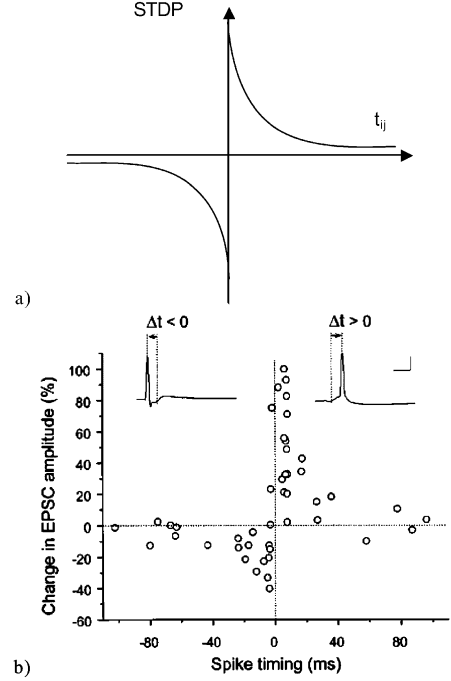 STDP
t_ij
a)
Δt < 0
Δt > 0
100
80
60
40
20
0
-20
-40
-60
Change in EPSC amplitude (%)
-80 -40 0 40 80
Spike timing (ms)
b)